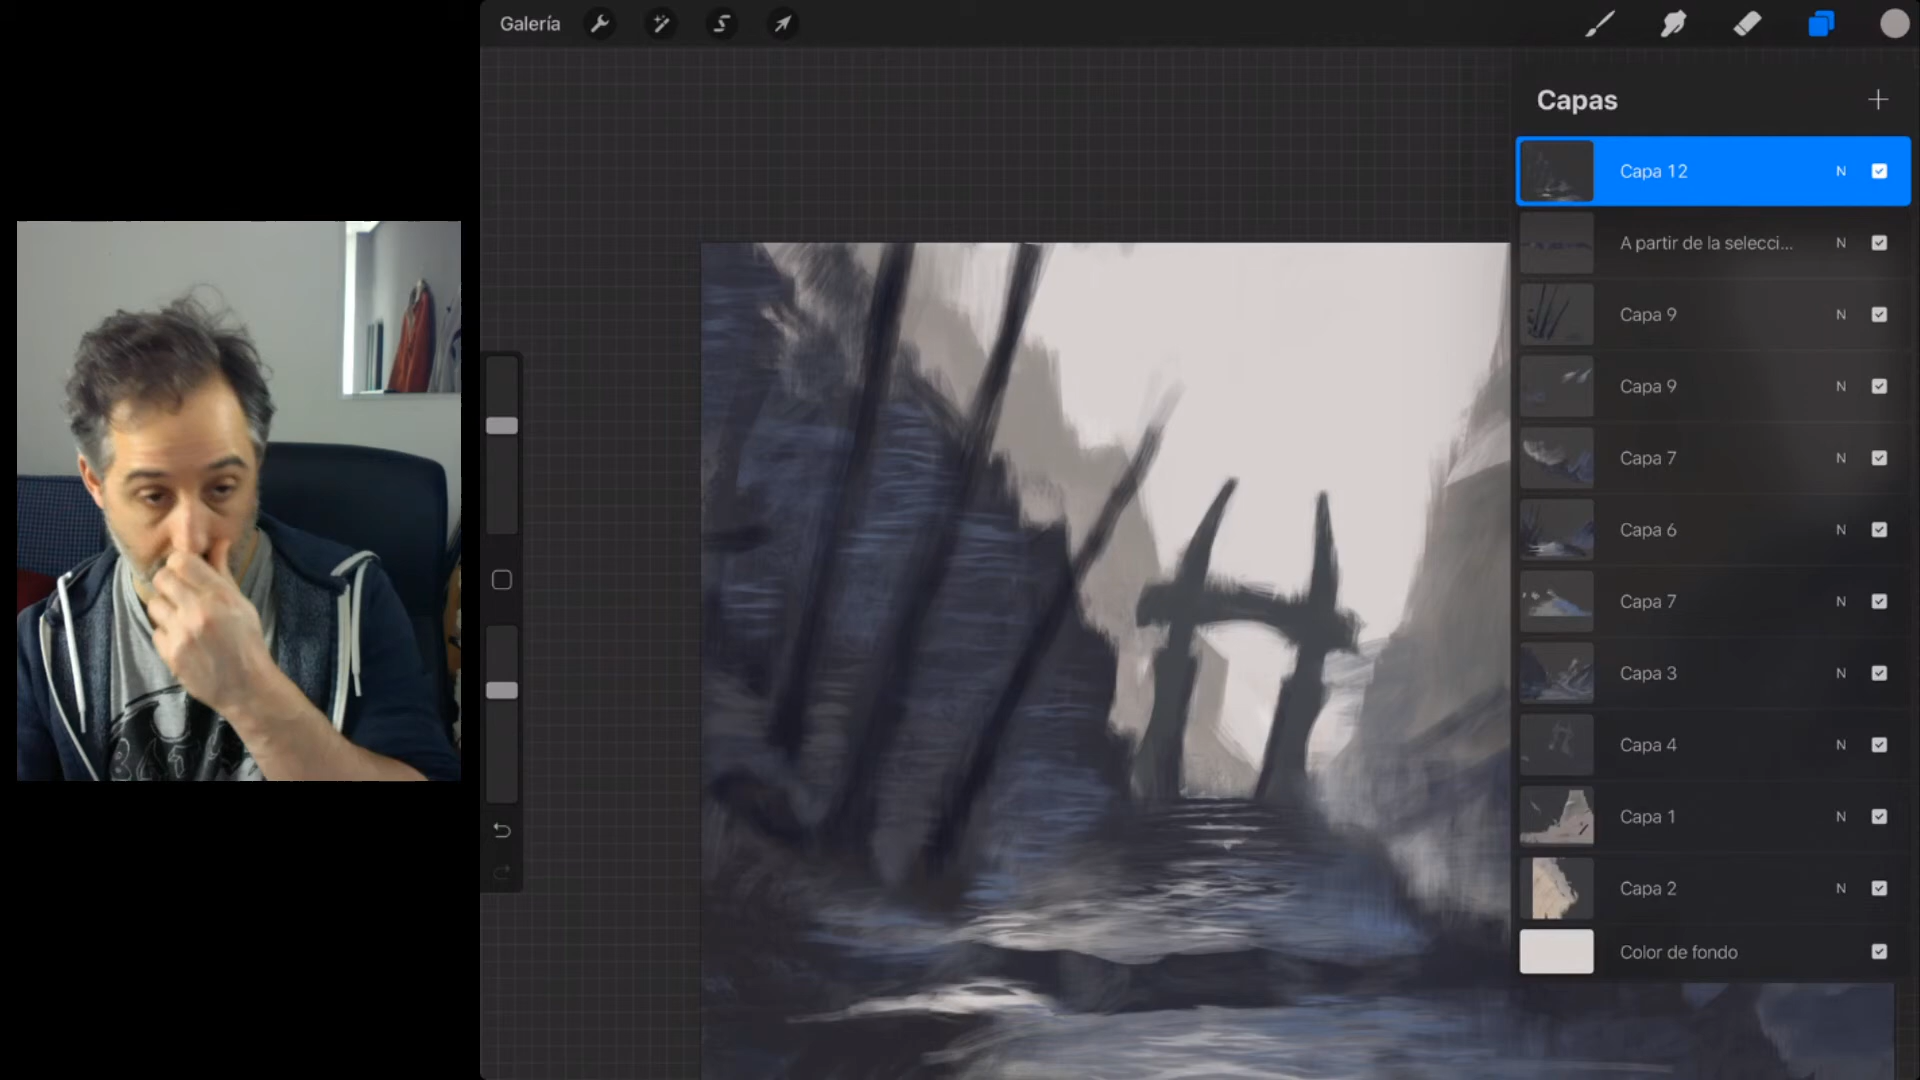 Galería
Capas
Capa 12 N
A partir de la selecci... N
Capa 9 N
Capa 9 N
Capa 7 N
Capa 6 N
Capa 7 N
Capa 3 N
Capa 4 N
Capa 1 N
Capa 2 N
Color de fondo